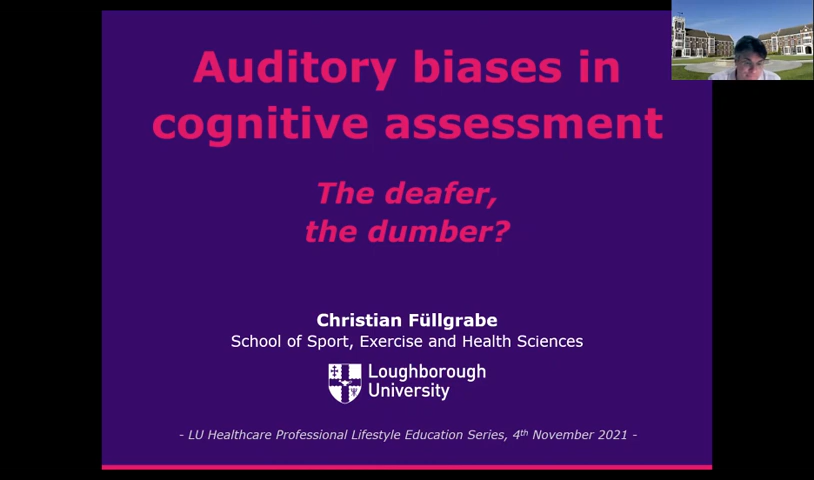 Auditory biases in
cognitive assessment
The deafer,
the dumber?
Christian Füllgrabe
School of Sport, Exercise and Health Sciences
Loughborough
University
- LU Healthcare Professional Lifestyle Education Series, 4th November 2021 -